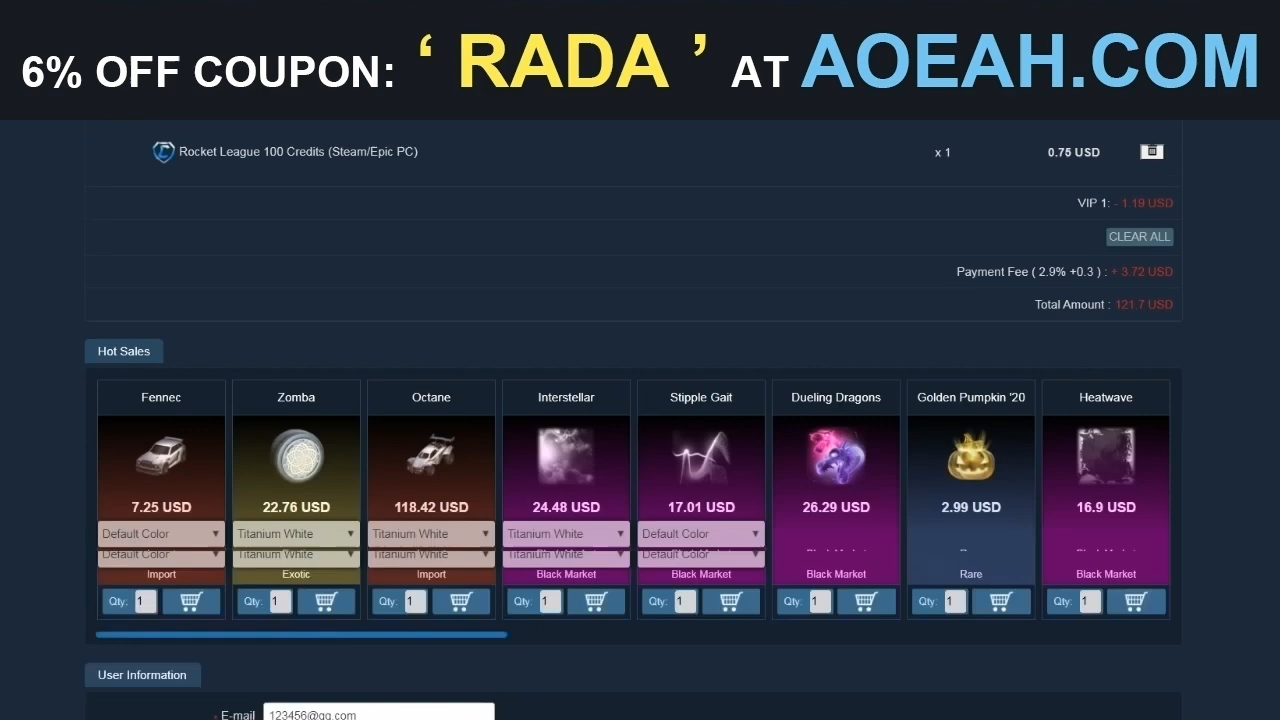 6% OFF COUPON: ‘ RADA ’ AT AOEAH.COM
Rocket League 100 Credits (Steam/Epic PC) x 1 0.75 USD
VIP 1: - 1.19 USD
CLEAR ALL
Payment Fee ( 2.9% +0.3 ) : + 3.72 USD
Total Amount : 121.7 USD
Hot Sales
Fennec Zomba Octane Interstellar Stipple Gait Dueling Dragons Golden Pumpkin '20 Heatwave
7.25 USD 22.76 USD 118.42 USD 24.48 USD 17.01 USD 26.29 USD 2.99 USD 16.9 USD
Default Color Titanium White Titanium White Titanium White Default Color
Default Color Titanium White Titanium White Titanium White Default Color
Import Exotic Import Black Market Black Market Black Market Rare Black Market
Qty: 1 Qty: 1 Qty: 1 Qty: 1 Qty: 1 Qty: 1 Qty: 1 Qty: 1
User Information
E-mail 123456@qq.com